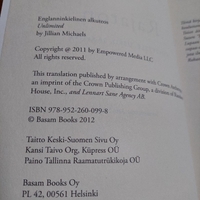 Englanninkielinen alkuteos
Unlimited
by Jillian Michaels
Copyright @ 2011 by Empowered Media, LLC.
All rights reserved.
This translation published by arrangement with Crown Archetype,
an imprint of the Crown Publishing Group, a division of Random
House, Inc., and Lennart Sane Agency AB.
ISBN 978-952-260-099-8
© Basam Books 2012
Taitto Keski-Suomen Sivu Oy
Kansi Taivo Org, Küpress OÜ
Paino Tallinna Raamatutrükikoja OÜ
Basam Books Oy
PL 42, 00561 Helsinki